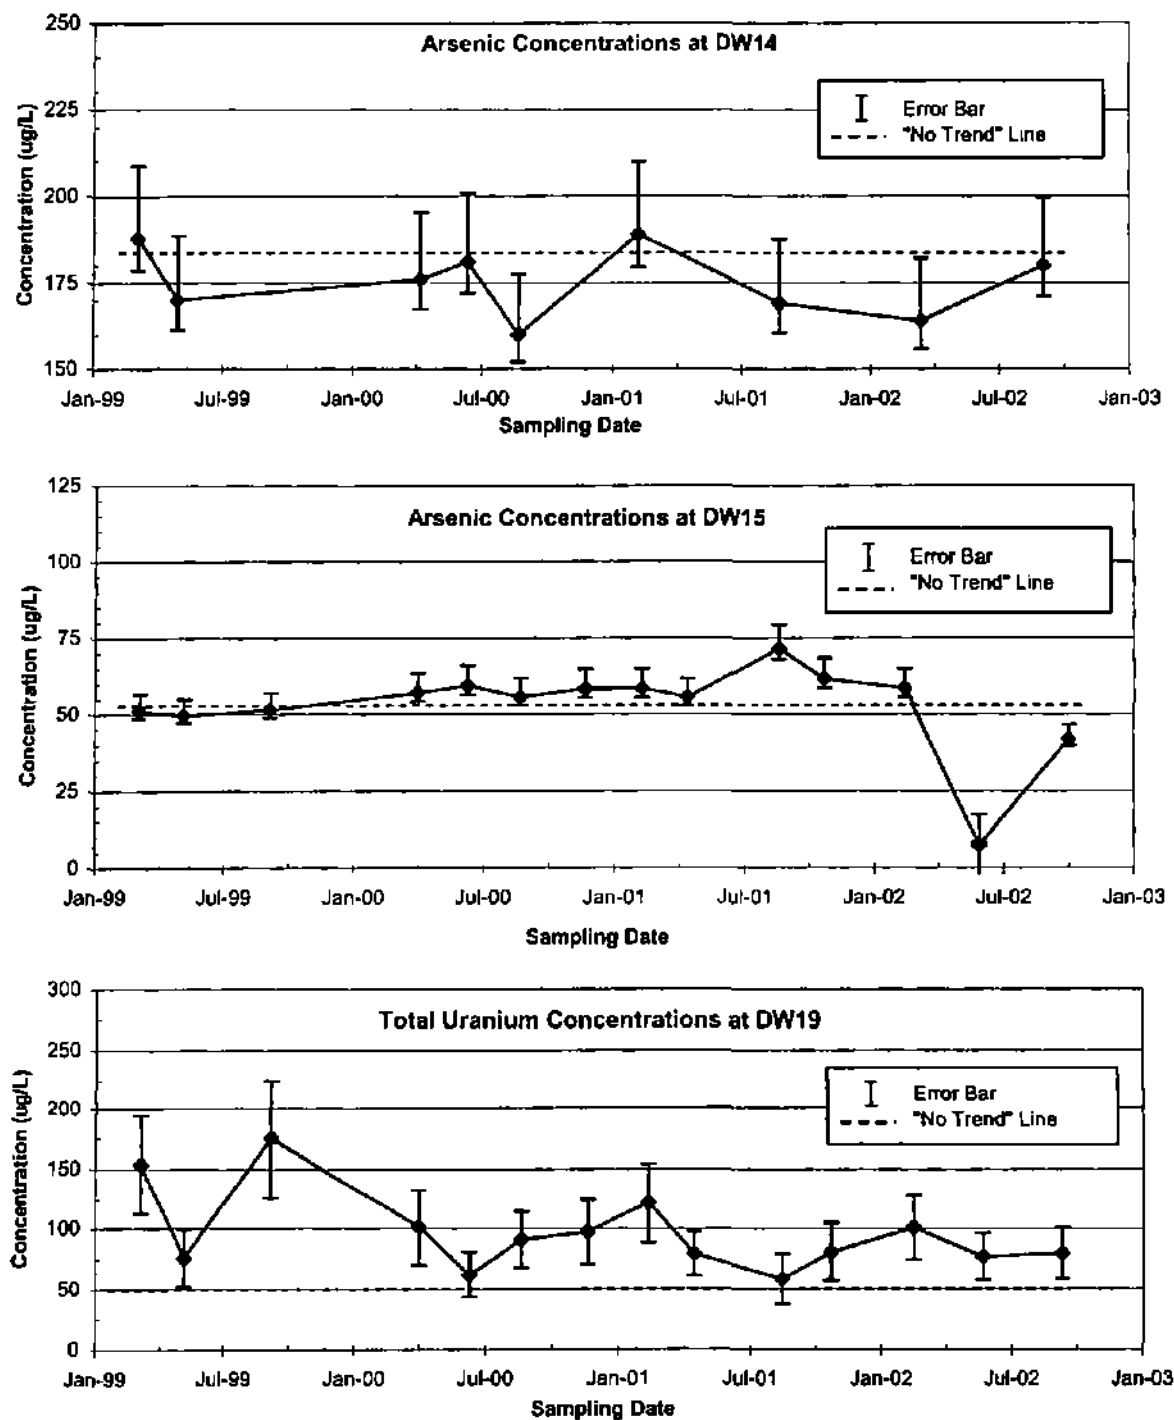 Arsenic Concentrations at DW14
Concentration (ug/L)
250
225
200
175
150
Error Bar
"No Trend" Line
Jan-99 Jul-99 Jan-00 Jul-00 Jan-01 Jul-01 Jan-02 Jul-02 Jan-03
Sampling Date
Arsenic Concentrations at DW15
Concentration (ug/L)
125
100
75
50
25
0
Error Bar
"No Trend" Line
Jan-99 Jul-99 Jan-00 Jul-00 Jan-01 Jul-01 Jan-02 Jul-02 Jan-03
Sampling Date
Total Uranium Concentrations at DW19
Concentration (ug/L)
300
250
200
150
100
50
0
Error Bar
"No Trend" Line
Jan-99 Jul-99 Jan-00 Jul-00 Jan-01 Jul-01 Jan-02 Jul-02 Jan-03
Sampling Date